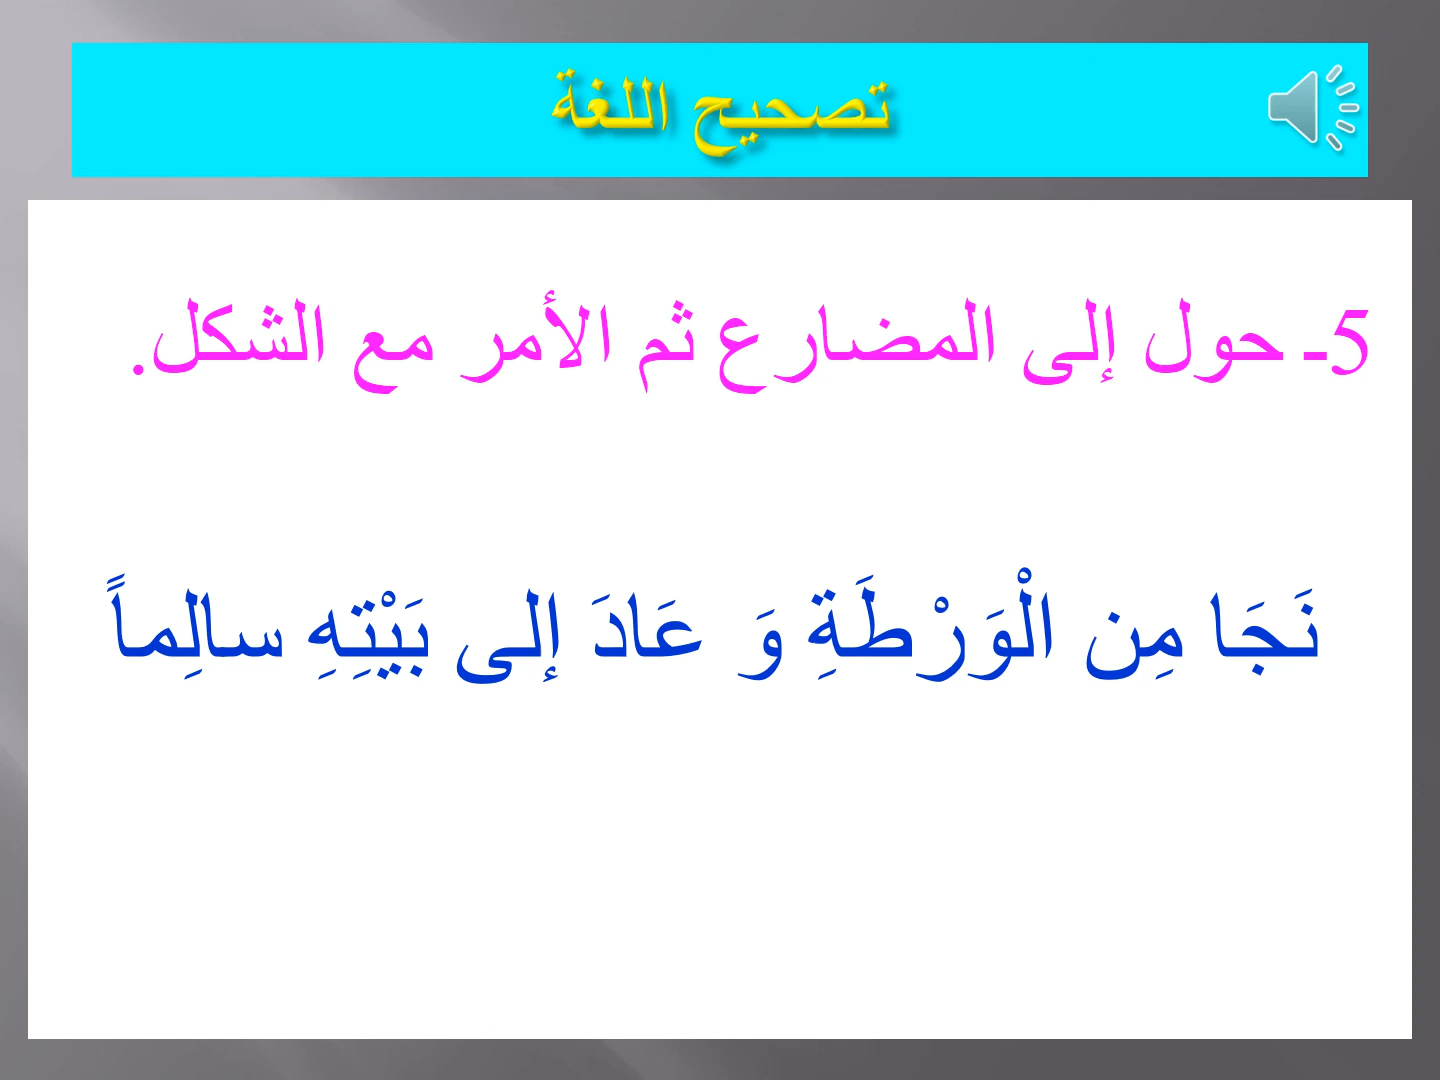 تصحيح اللغة
5ـ حول إلى المضارع ثم الأمر مع الشكل.
نَجَا مِن الْوَرْطَةِ وَ عَادَ إلى بَيْتِهِ سالِماً